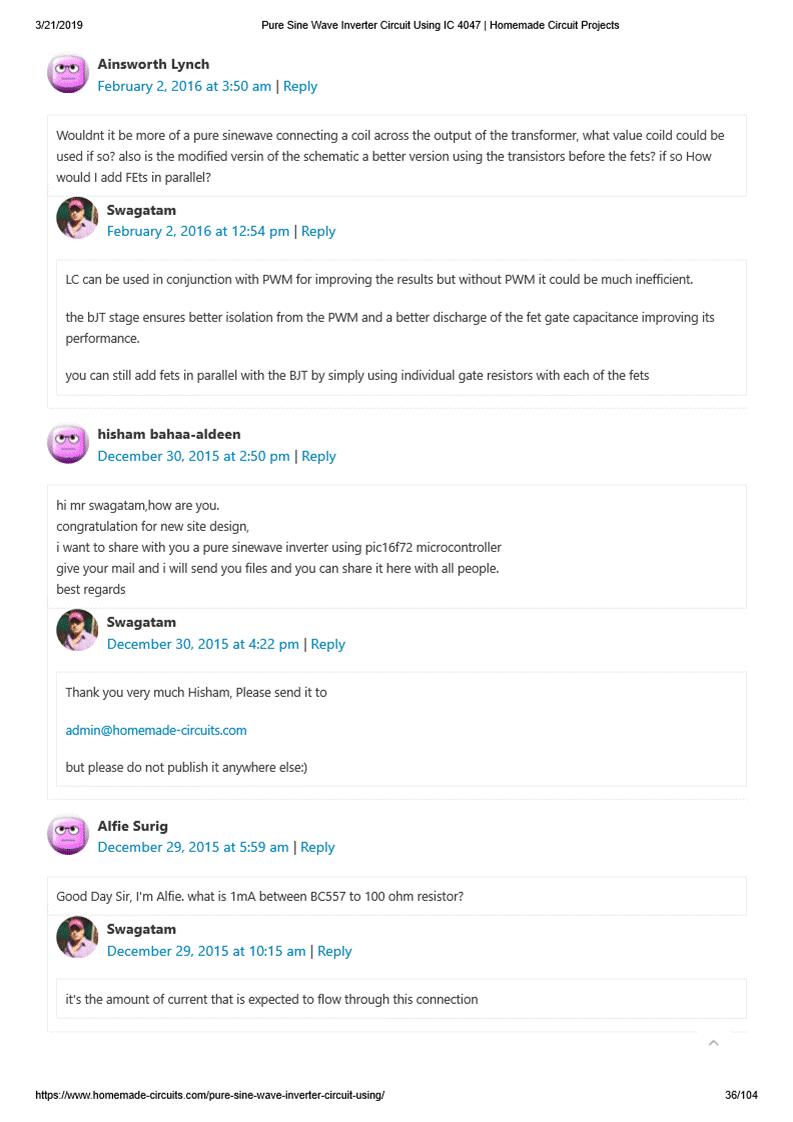 3/21/2019 Pure Sine Wave Inverter Circuit Using IC 4047 | Homemade Circuit Projects
Ainsworth Lynch
February 2, 2016 at 3:50 am | Reply
Wouldnt it be more of a pure sinewave connecting a coil across the output of the transformer, what value coild could be
used if so? also is the modified versin of the schematic a better version using the transistors before the fets? if so How
would I add FEts in parallel?
Swagatam
February 2, 2016 at 12:54 pm | Reply
LC can be used in conjunction with PWM for improving the results but without PWM it could be much inefficient.
the bJT stage ensures better isolation from the PWM and a better discharge of the fet gate capacitance improving its
performance.
you can still add fets in parallel with the BJT by simply using individual gate resistors with each of the fets
hisham bahaa-aldeen
December 30, 2015 at 2:50 pm | Reply
hi mr swagatam,how are you.
congratulation for new site design,
i want to share with you a pure sinewave inverter using pic16f72 microcontroller
give your mail and i will send you files and you can share it here with all people.
best regards
Swagatam
December 30, 2015 at 4:22 pm | Reply
Thank you very much Hisham, Please send it to
admin@homemade-circuits.com
but please do not publish it anywhere else:)
Alfie Surig
December 29, 2015 at 5:59 am | Reply
Good Day Sir, I'm Alfie. what is 1mA between BC557 to 100 ohm resistor?
Swagatam
December 29, 2015 at 10:15 am | Reply
it's the amount of current that is expected to flow through this connection
https://www.homemade-circuits.com/pure-sine-wave-inverter-circuit-using/ 36/104